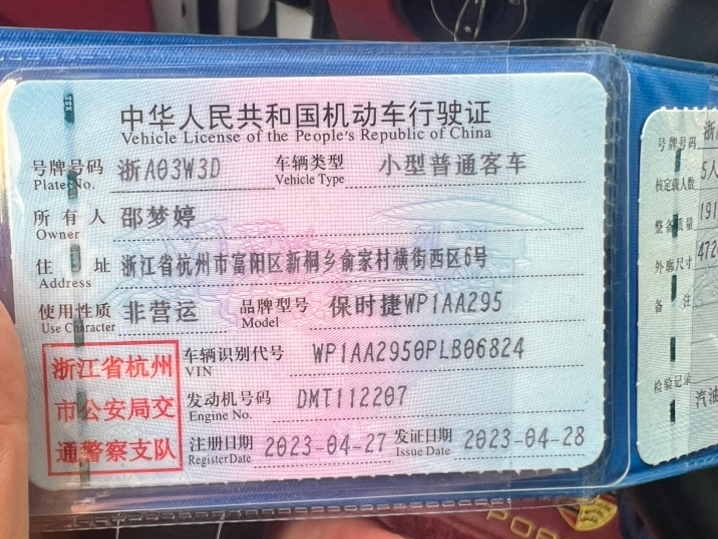 中华人民共和国机动车行驶证
Vehicle License of the People's Republic of China
号牌号码 浙A03W3D 车辆类型 小型普通客车
Plate No. Vehicle Type
所有人 邵梦婷
Owner
住址 浙江省杭州市富阳区新桐乡俞家村横街西区6号
Address
使用性质 非营运 品牌型号 保时捷WP1AA295
Use Character Model
浙江省杭州
市公安局交
通警察支队
车辆识别代号 WP1AA2950PLB06824
VIN
发动机号码 DMT112207
Engine No.
注册日期 2023-04-27 发证日期 2023-04-28
Register Date Issue Date
号牌号码 浙
核定载人数 5人
整备质量 191
外廓尺寸 472
备注
检验记录
汽油
POR